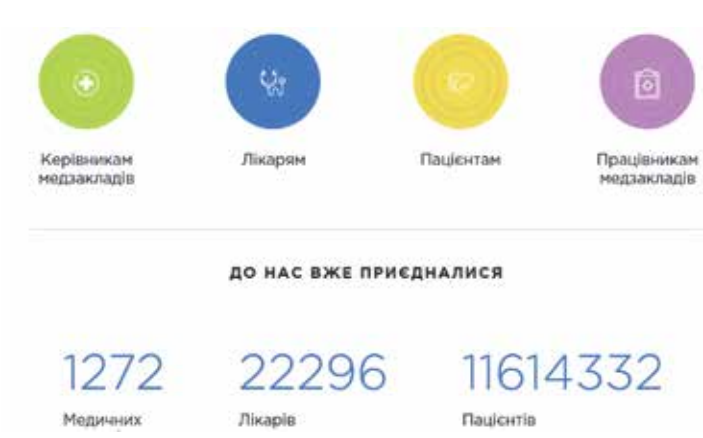 Керівникам
медзакладів
Лікарям
Пацієнтам
Працівникам
медзакладів
ДО НАС ВЖЕ ПРИЄДНАЛИСЯ
1272
22296
11614332
Медичних
Лікарів
Пацієнтів